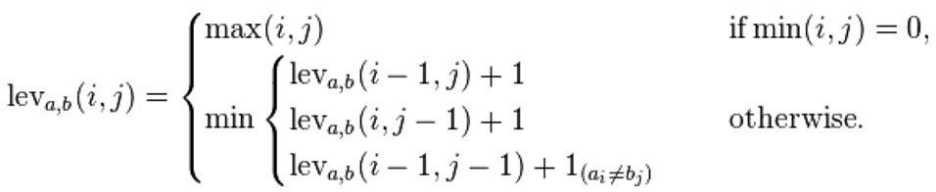 lev_{a,b}(i, j) = { max(i, j) if min(i, j) = 0,
min { lev_{a,b}(i − 1, j) + 1
lev_{a,b}(i, j − 1) + 1 otherwise.
lev_{a,b}(i − 1, j − 1) + 1_{(a_i≠b_j)}